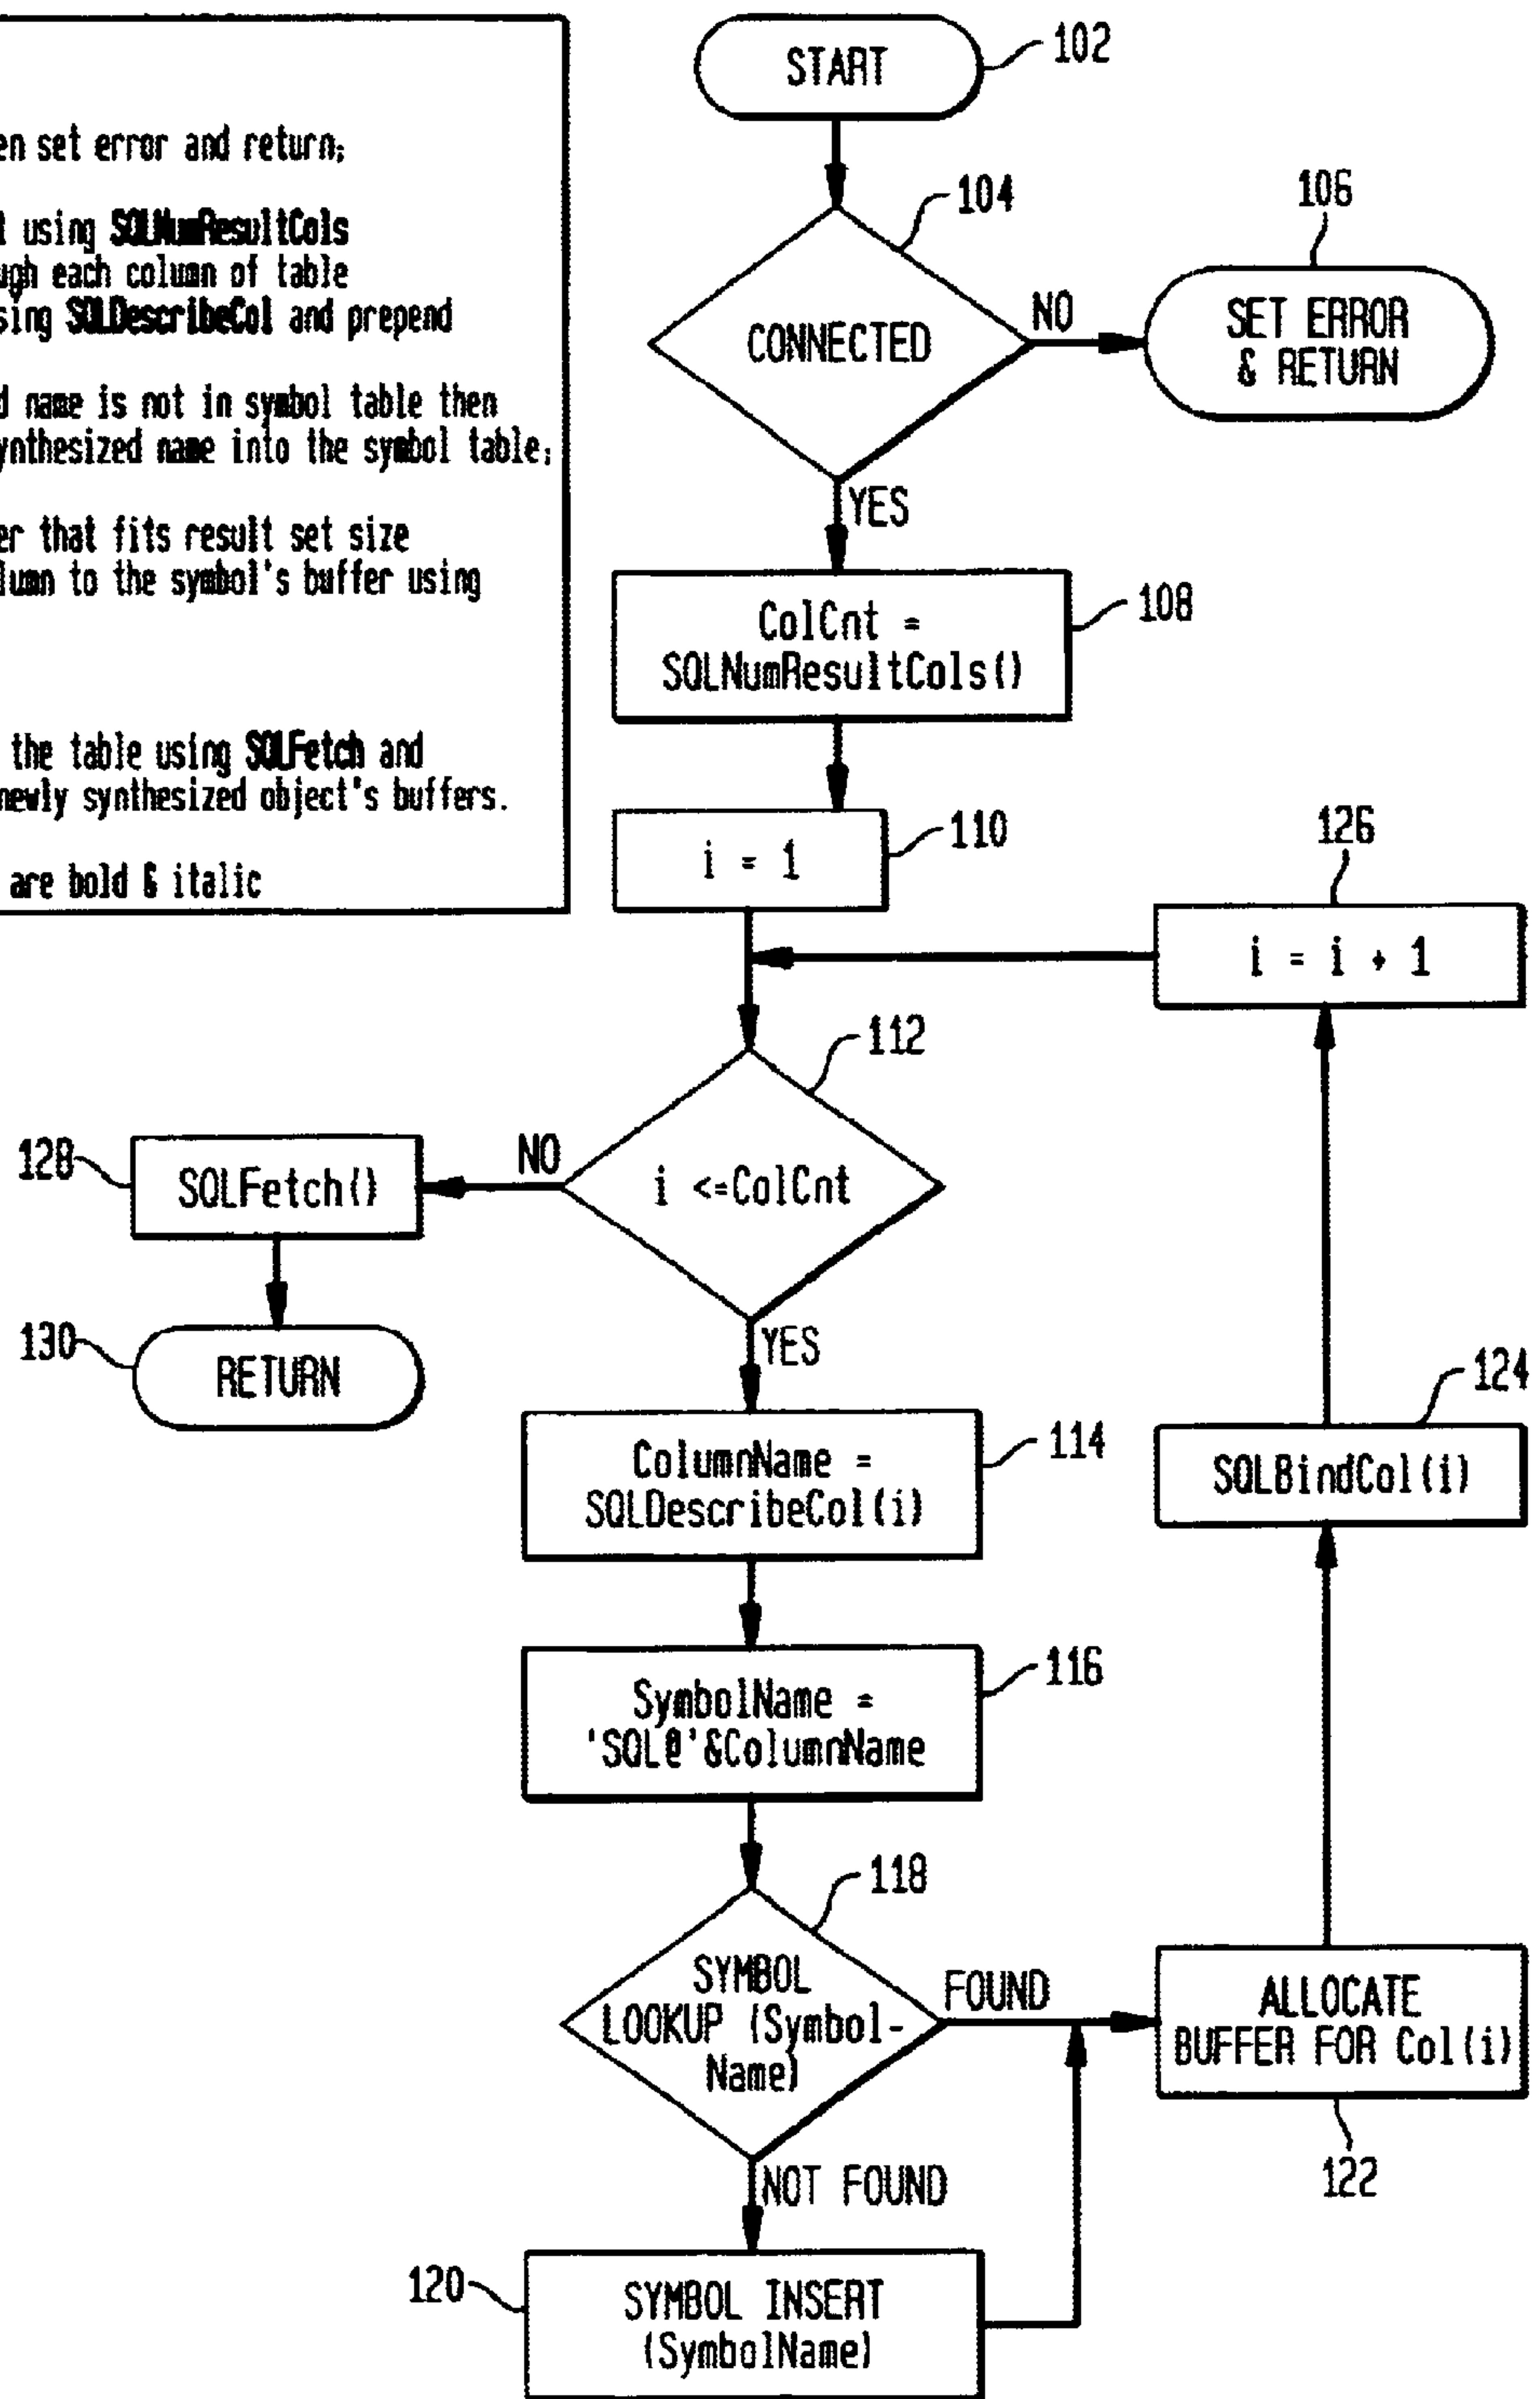 en set error and return;
l using SQLNumResultCols
ugh each column of table
sing SQLDescribeCol and prepend
d name is not in symbol table then
ynthesized name into the symbol table;
er that fits result set size
lumn to the symbol's buffer using
the table using SQLFetch and
newly synthesized object's buffers.
are bold & italic
START
102
104
CONNECTED
NO
106
SET ERROR
& RETURN
YES
ColCnt =
SQLNumResultCols()
108
i = 1
110
126
i = i + 1
112
i <=ColCnt
NO
128
SQLFetch()
130
RETURN
YES
ColumnName =
SQLDescribeCol(i)
114
124
SQLBindCol(i)
SymbolName =
'SQL@'&ColumnName
116
118
SYMBOL
LOOKUP (Symbol-
Name)
FOUND
ALLOCATE
BUFFER FOR Col(i)
122
NOT FOUND
120
SYMBOL INSERT
(SymbolName)